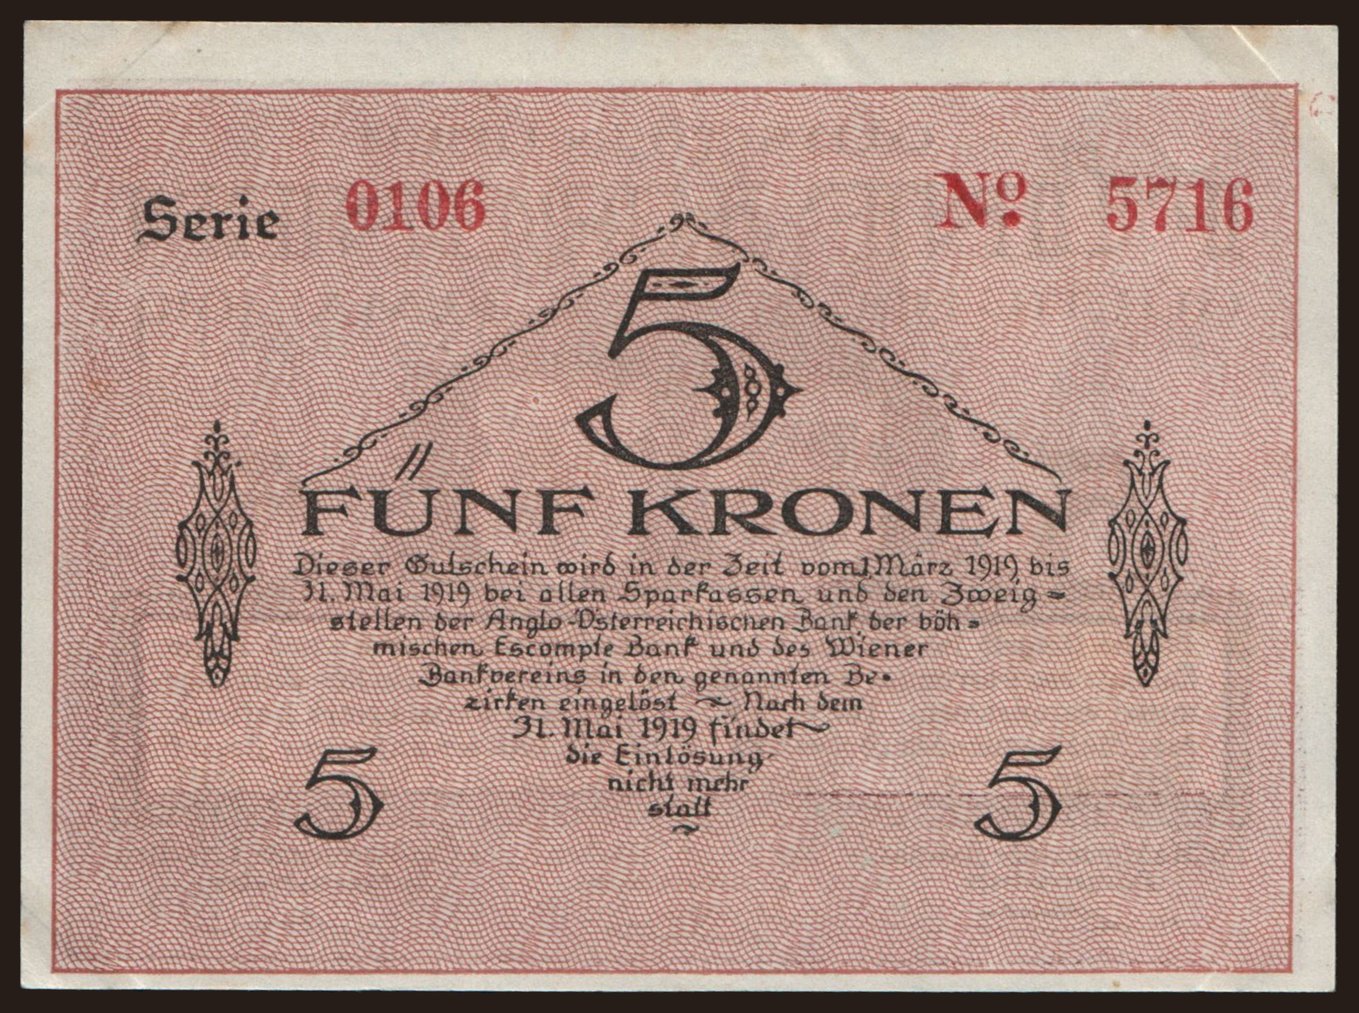 Serie 0106 Nº 5716
5
FÜNF KRONEN
Dieser Gutschein wird in der Zeit vom 1. März 1919 bis
31. Mai 1919 bei allen Sparkassen und den Zweig=
stellen der Anglo-Österreichischen Bank der böh=
mischen Escompte Bank und des Wiener
Bankvereins in den genannten Be=
zirken eingelöst ~ Nach dem
31. Mai 1919 findet
die Einlösung
nicht mehr
statt
5 5